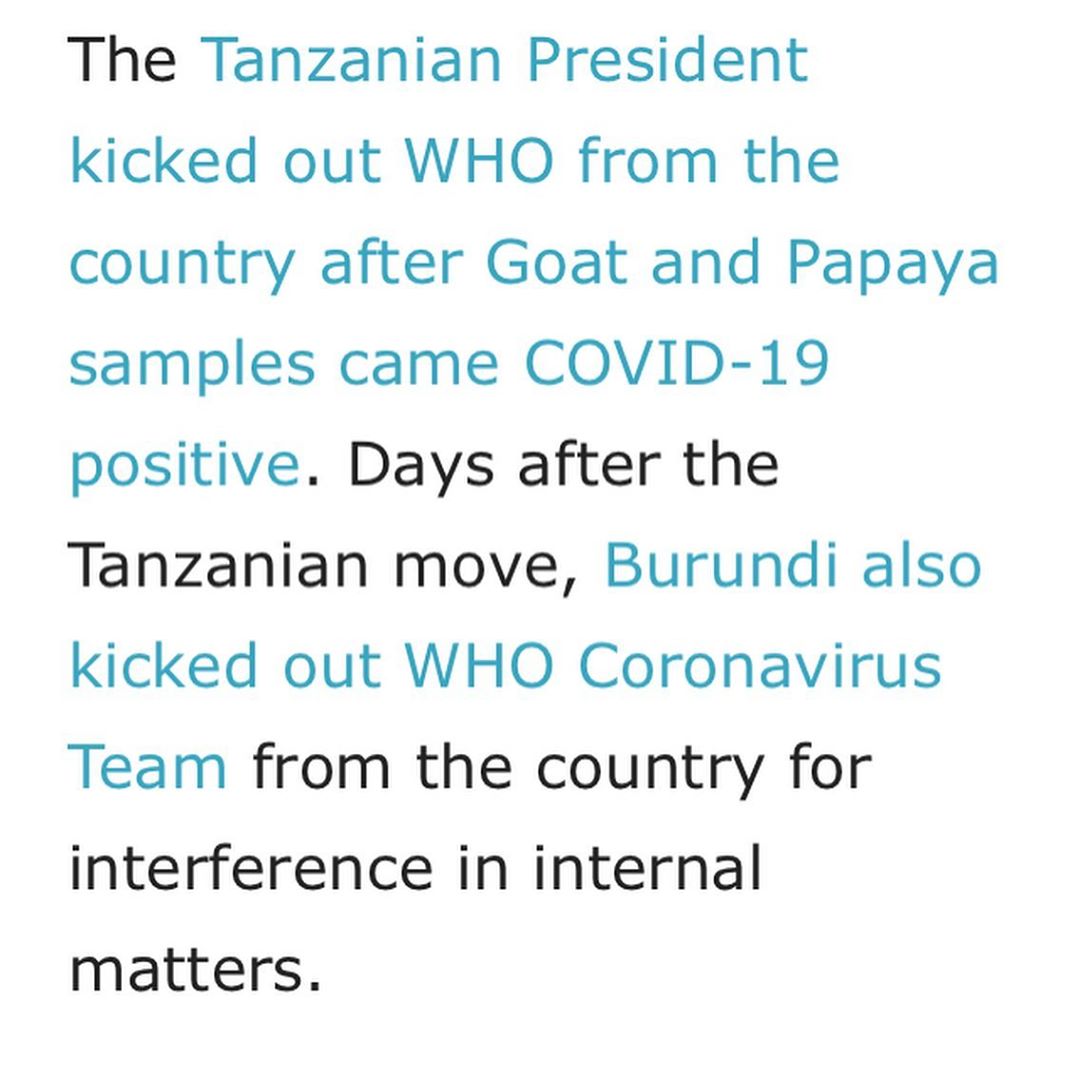 The Tanzanian President
kicked out WHO from the
country after Goat and Papaya
samples came COVID-19
positive. Days after the
Tanzanian move, Burundi also
kicked out WHO Coronavirus
Team from the country for
interference in internal
matters.